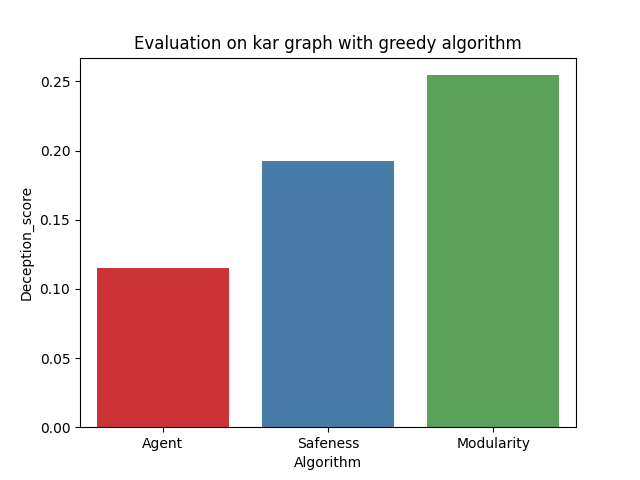 Evaluation on kar graph with greedy algorithm
0.25
0.20
0.15
0.10
0.05
0.00
Deception_score
Agent Safeness Modularity
Algorithm